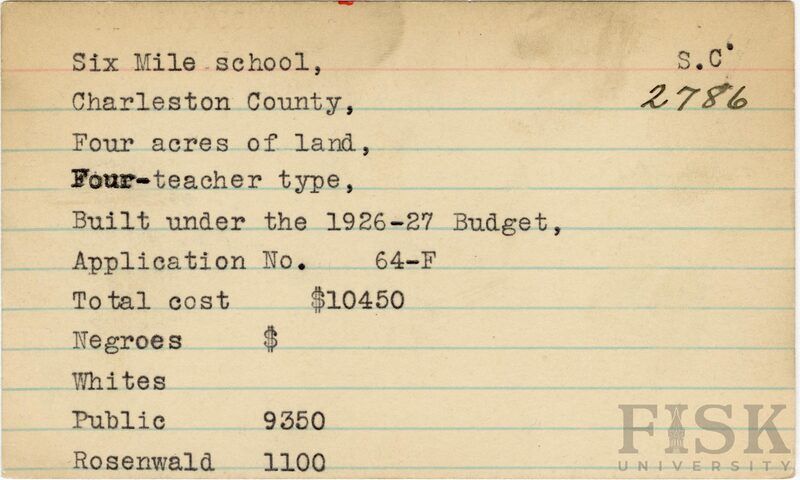 Six Mile school, S.C.
Charleston County, 2786
Four acres of land,
Four-teacher type,
Built under the 1926-27 Budget,
Application No. 64-F
Total cost $10450
Negroes $
Whites
Public 9350
Rosenwald 1100
FISK
UNIVERSITY